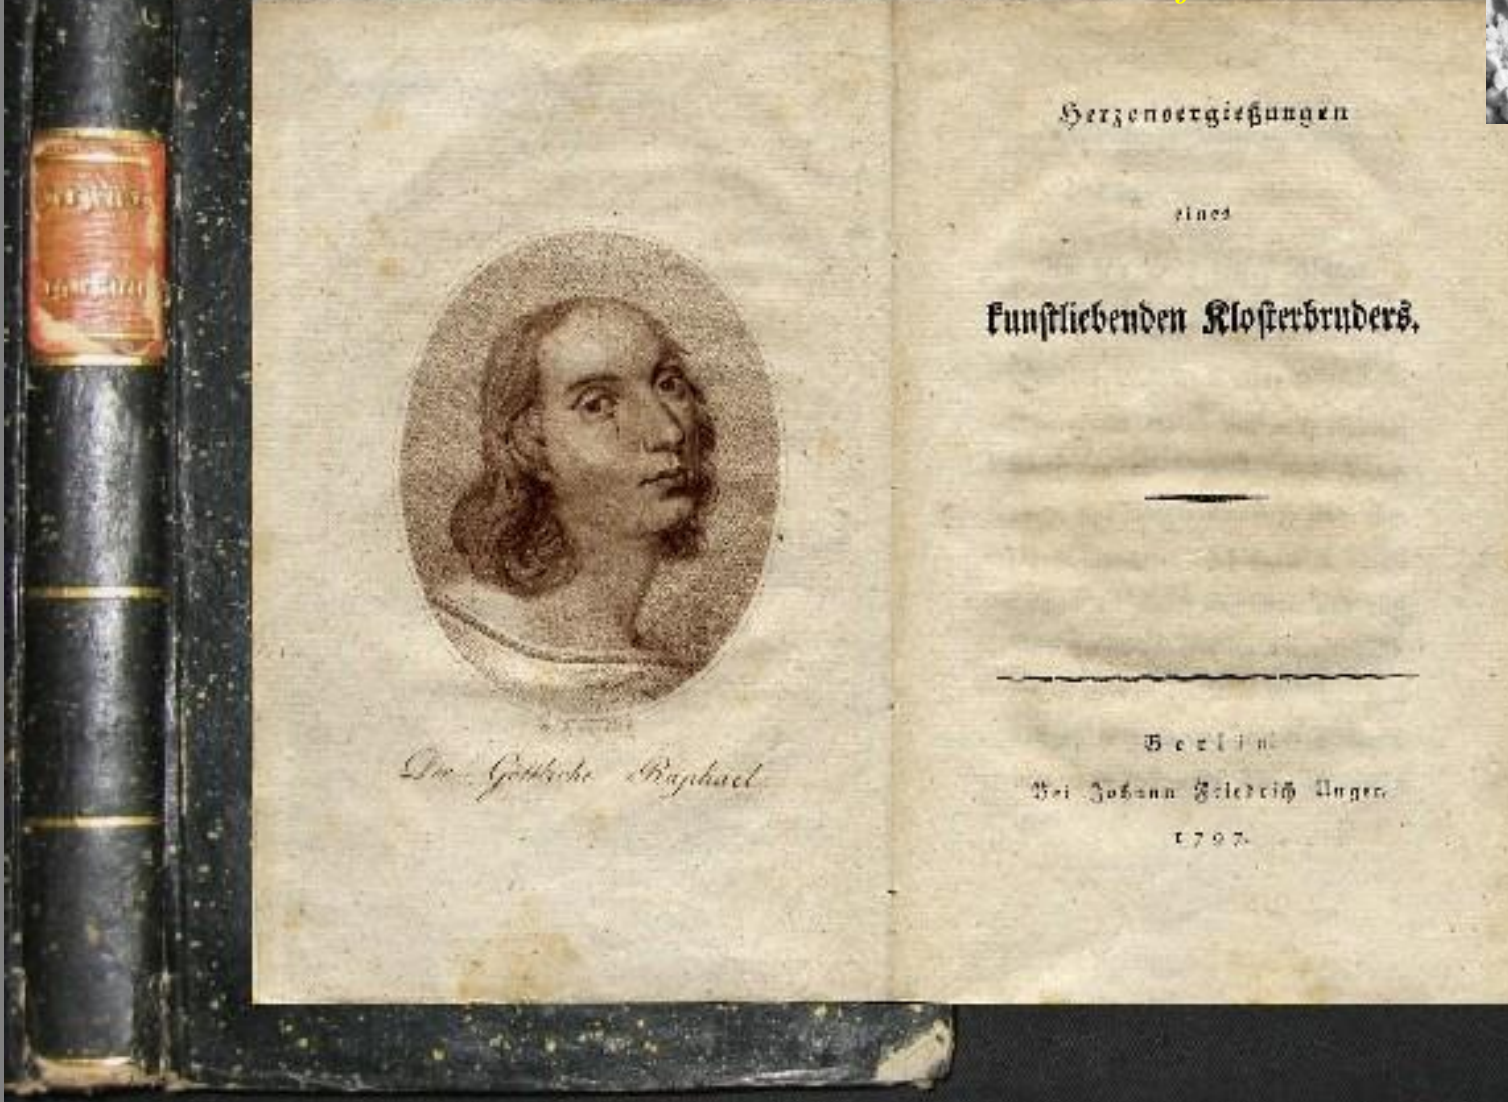 Der Göttliche Raphael
Herzensergießungen
eines
kunstliebenden Klosterbruders.
Berlin
Bei Johann Friedrich Unger.
1797.